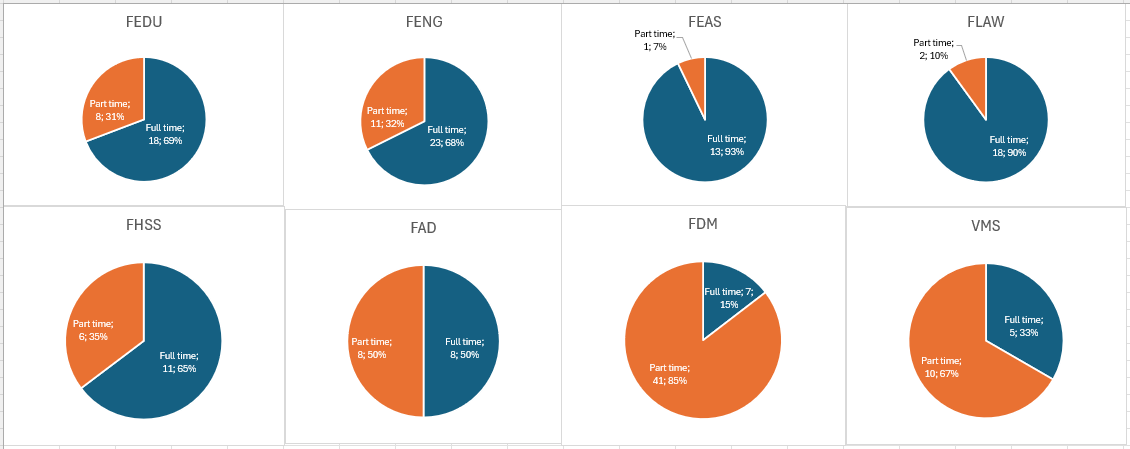 FEDU
Part time;
8; 31%
Full time;
18; 69%
FENG
Part time;
11; 32%
Full time;
23; 68%
FEAS
Part time;
1; 7%
Full time;
13; 93%
FLAW
Part time;
2; 10%
Full time;
18; 90%
FHSS
Part time;
6; 35%
Full time;
11; 65%
FAD
Part time;
8; 50%
Full time;
8; 50%
FDM
Full time; 7;
15%
Part time;
41; 85%
VMS
Full time;
5; 33%
Part time;
10; 67%